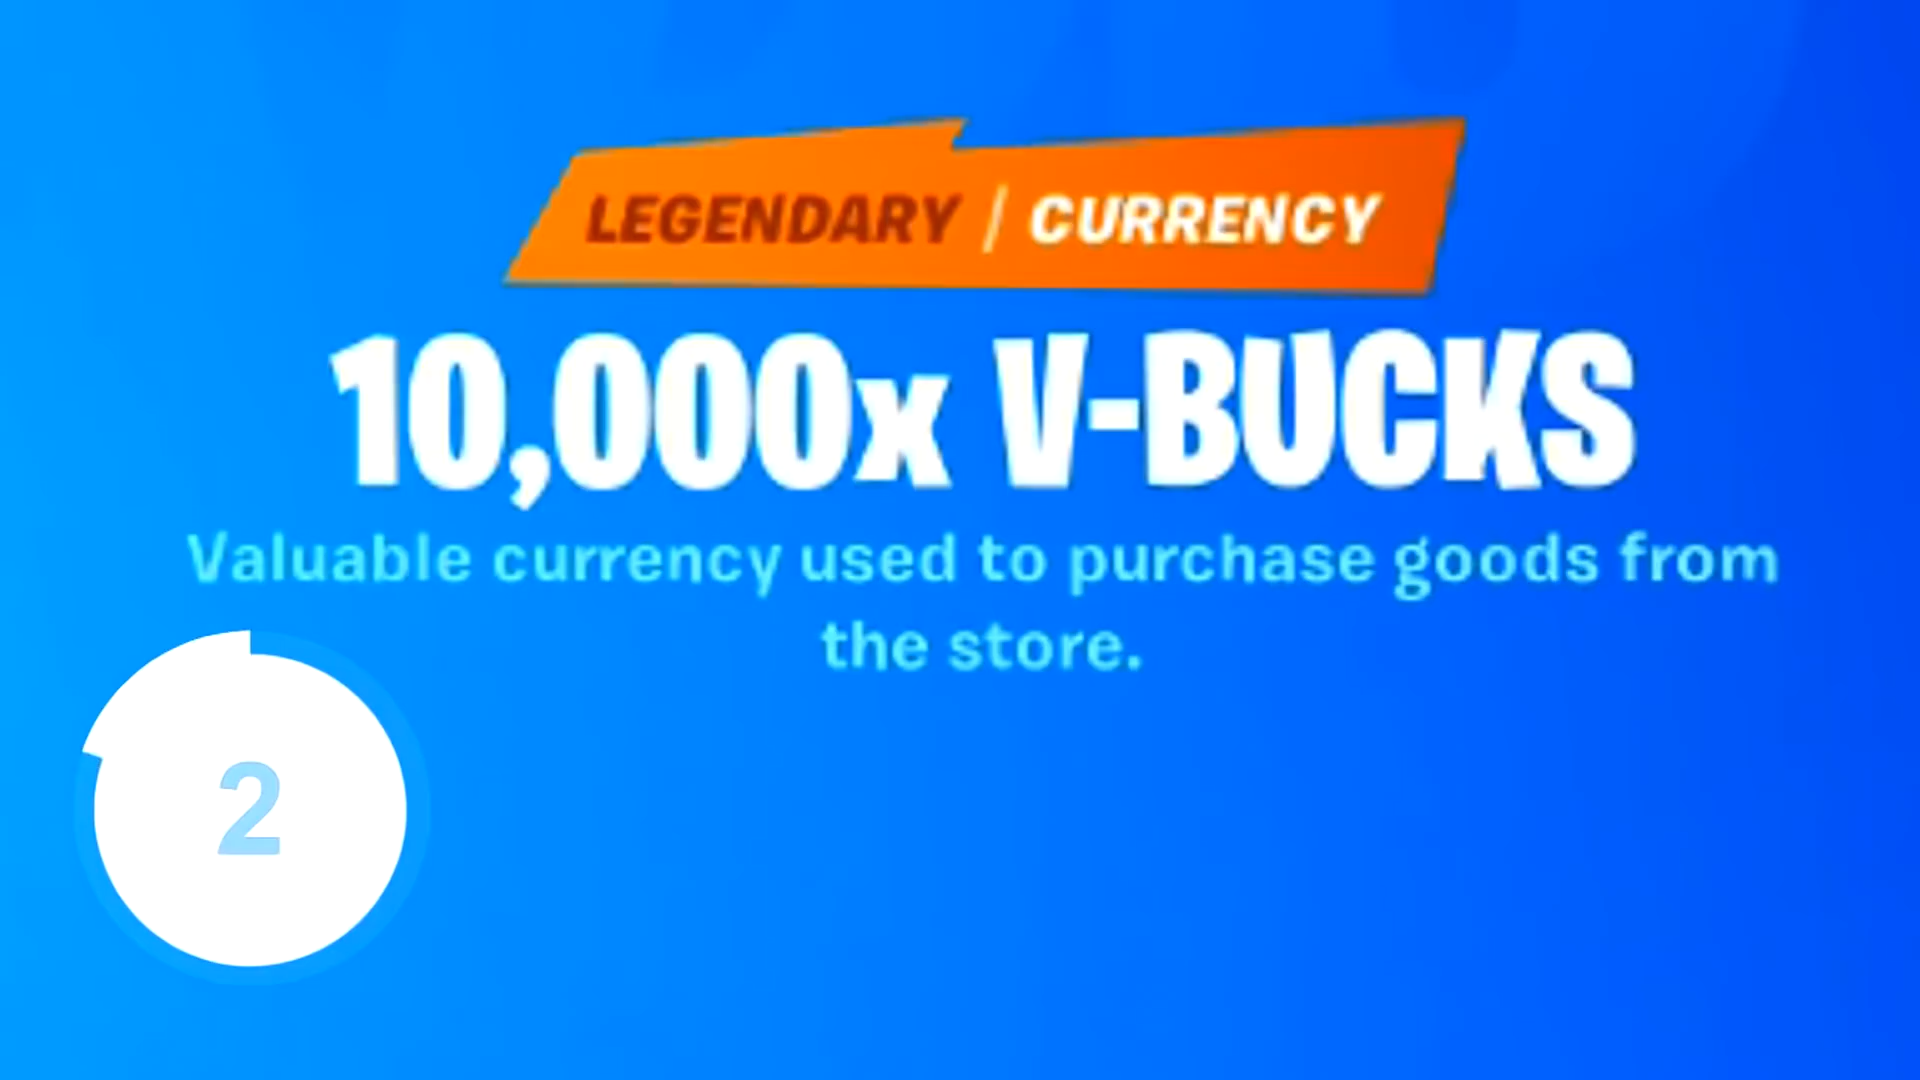 LEGENDARY / CURRENCY
10,000x V-BUCKS
Valuable currency used to purchase goods from
the store.
2